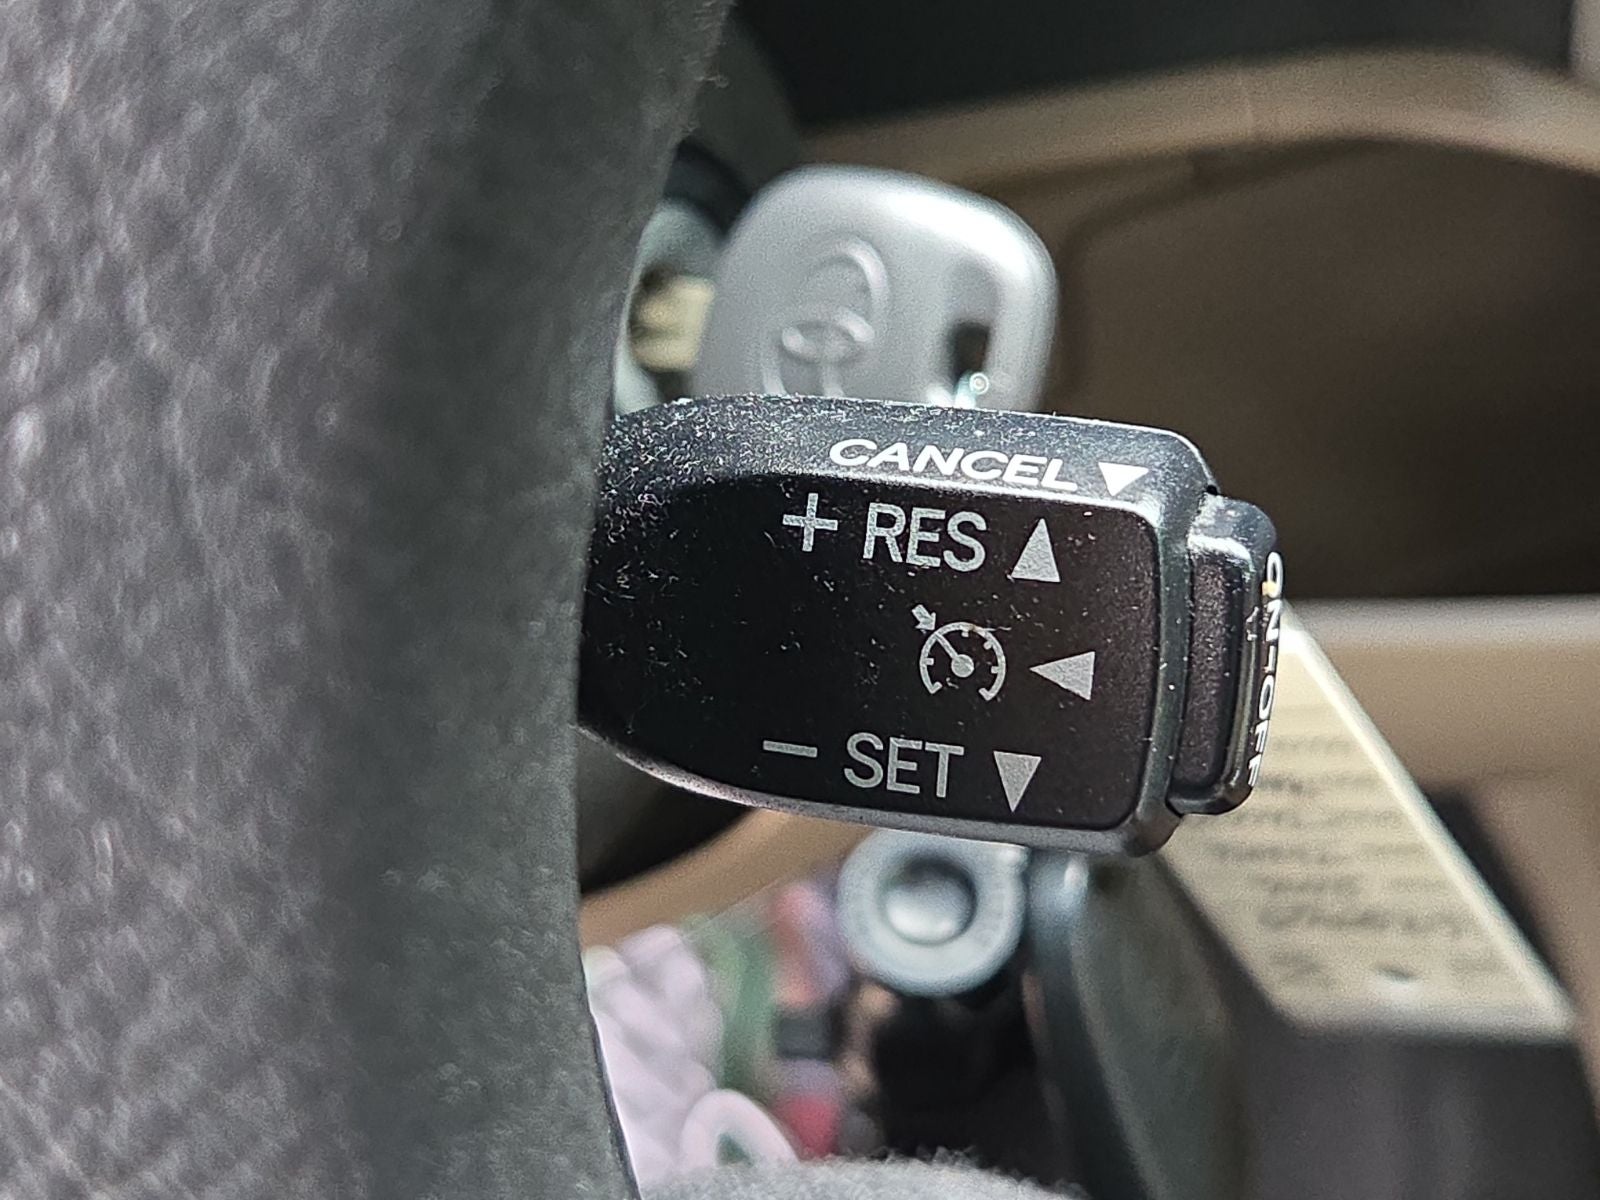 CANCEL ▼
+ RES ▲
◀
— SET ▼
ON-OFF